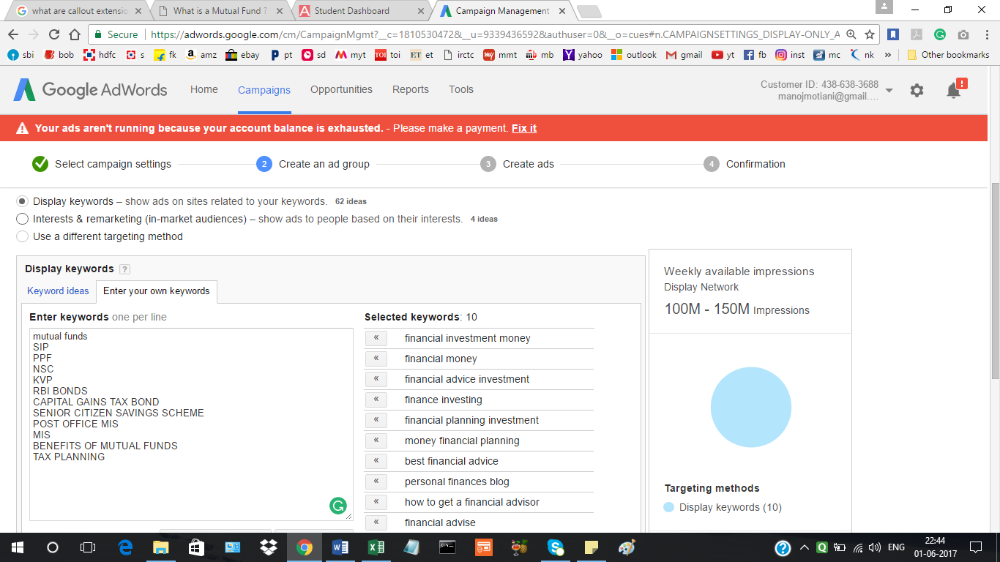 what are callout extensio
What is a Mutual Fund ?
Student Dashboard
Campaign Management
Secure https://adwords.google.com/cm/CampaignMgmt?__c=1810530472&__u=9339436592&authuser=0&__o=cues#n.CAMPAIGNSETTINGS_DISPLAY-ONLY_A
sbi bob hdfc s fk amz ebay pt sd myt toi et irctc mmt mb yahoo outlook gmail yt fb inst mc nk » Other bookmarks
Google AdWords Home Campaigns Opportunities Reports Tools
Customer ID: 438-638-3688
manojmotiani@gmail....
!
Your ads aren't running because your account balance is exhausted. - Please make a payment. Fix it
Select campaign settings 2 Create an ad group 3 Create ads 4 Confirmation
Display keywords – show ads on sites related to your keywords. 62 ideas
Interests & remarketing (in-market audiences) – show ads to people based on their interests. 4 ideas
Use a different targeting method
Display keywords ?
Keyword ideas Enter your own keywords
Enter keywords one per line
mutual funds
SIP
PPF
NSC
KVP
RBI BONDS
CAPITAL GAINS TAX BOND
SENIOR CITIZEN SAVINGS SCHEME
POST OFFICE MIS
MIS
BENEFITS OF MUTUAL FUNDS
TAX PLANNING
Selected keywords: 10
« financial investment money
« financial money
« financial advice investment
« finance investing
« financial planning investment
« money financial planning
« best financial advice
« personal finances blog
« how to get a financial advisor
« financial advise
Weekly available impressions
Display Network
100M - 150M Impressions
Targeting methods
Display keywords (10)
ENG
22:44
01-06-2017